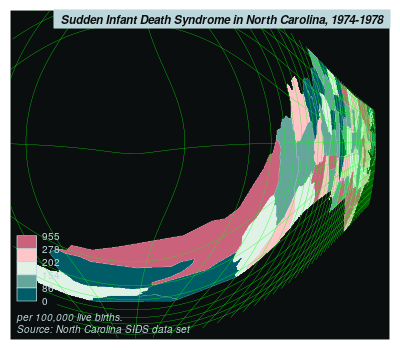 Sudden Infant Death Syndrome in North Carolina, 1974-1978
955
278
202
80
0
per 100,000 live births.
Source: North Carolina SIDS data set